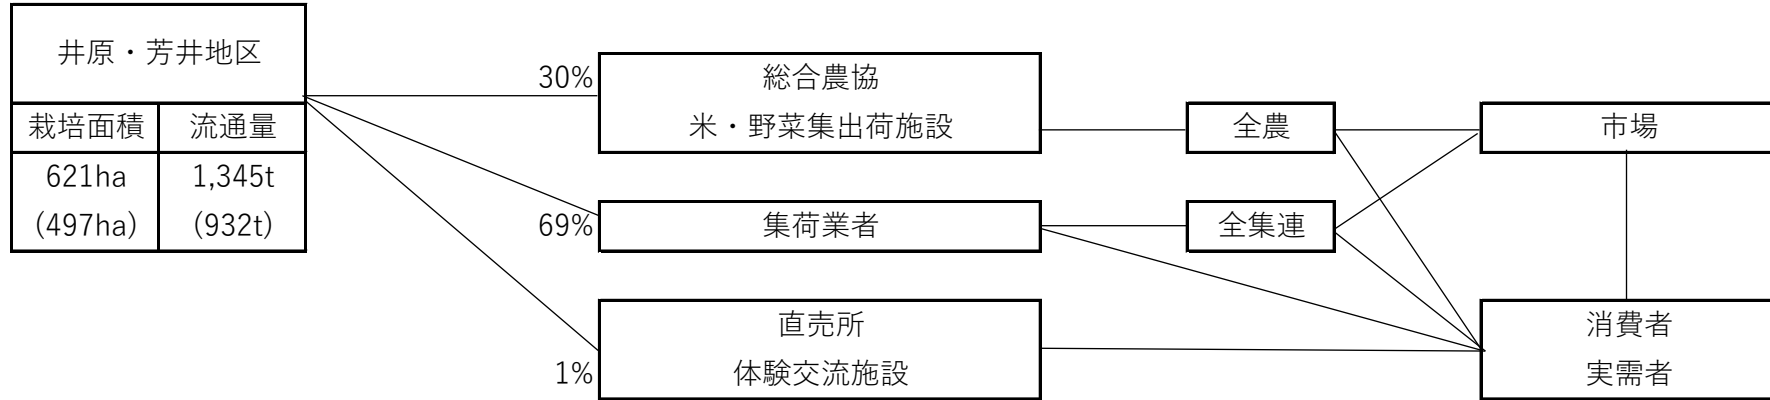 井原・芳井地区
栽培面積
流通量
621ha
1,345t
(497ha)
(932t)
30%
総合農協
米・野菜集出荷施設
69%
集荷業者
1%
直売所
体験交流施設
全農
全集連
市場
消費者
実需者